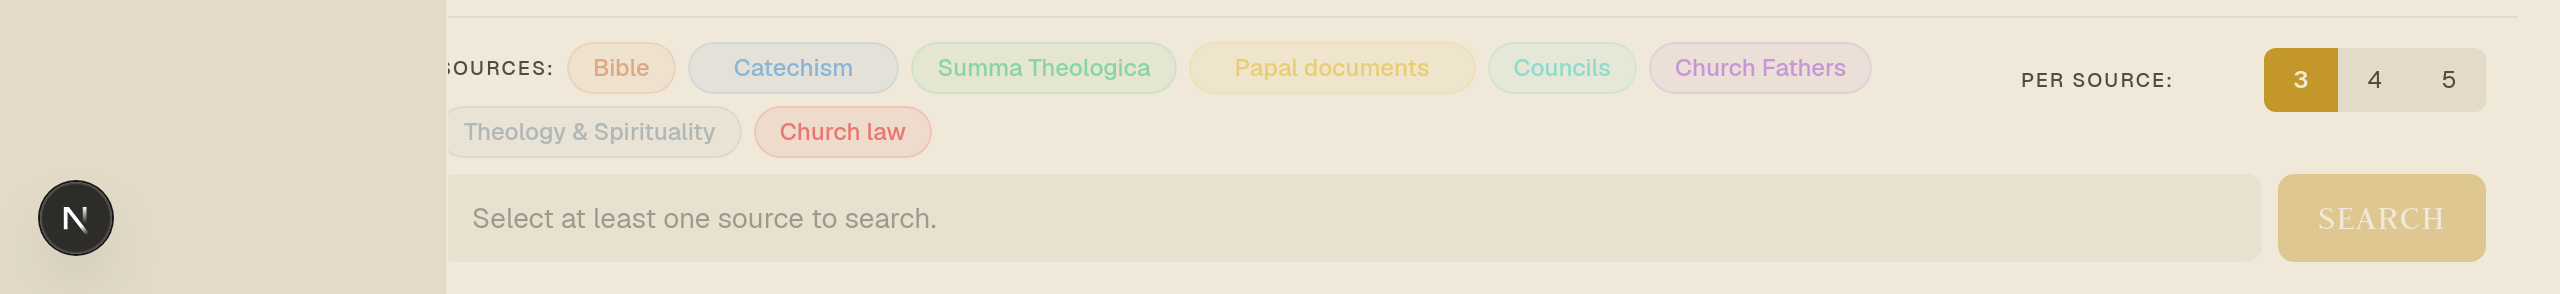 SOURCES: Bible Catechism Summa Theologica Papal documents Councils Church Fathers
PER SOURCE: 3 4 5
Theology & Spirituality Church law
N
Select at least one source to search. SEARCH